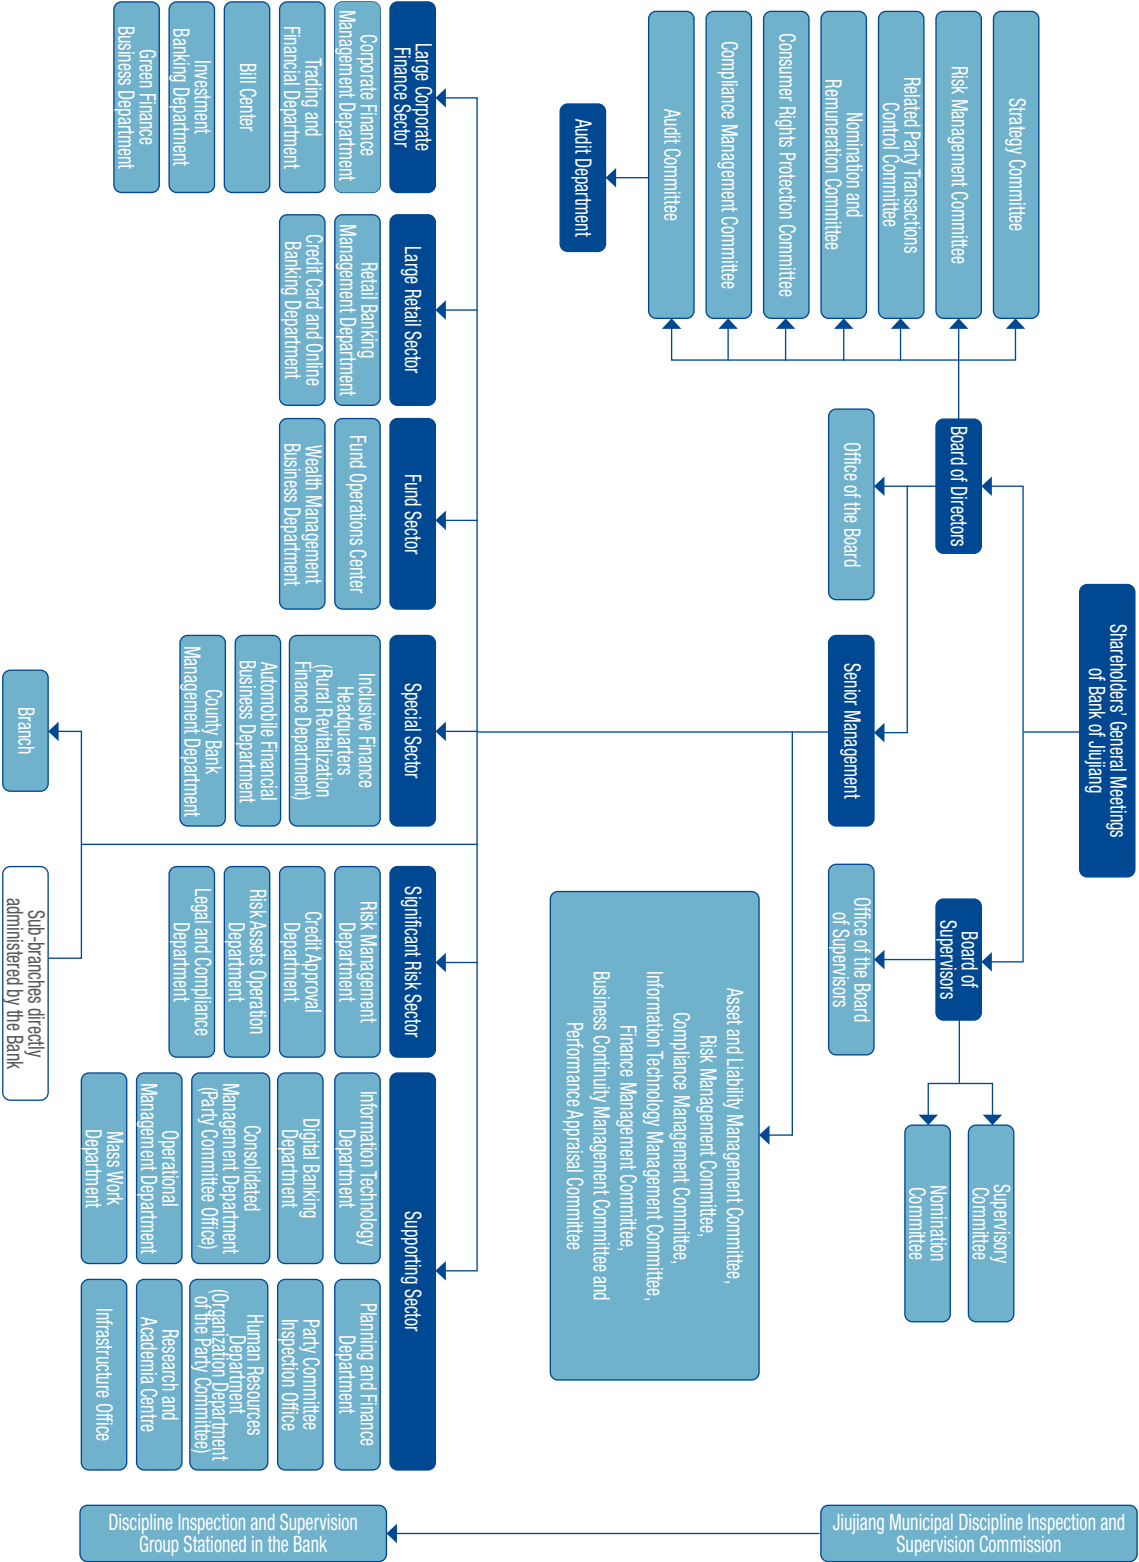 Shareholders' General Meetings
of Bank of Jiujiang
Board of Directors
Board of
Supervisors
Strategy Committee
Risk Management Committee
Related Party Transactions
Control Committee
Nomination and
Remuneration Committee
Consumer Rights Protection Committee
Compliance Management Committee
Audit Committee
Audit Department
Office of the Board
Senior Management
Office of the Board
of Supervisors
Supervisory
Committee
Nomination
Committee
Asset and Liability Management Committee,
Risk Management Committee,
Compliance Management Committee,
Information Technology Management Committee,
Finance Management Committee,
Business Continuity Management Committee and
Performance Appraisal Committee
Large Corporate
Finance Sector
Corporate Finance
Management Department
Trading and
Financial Department
Bill Center
Investment
Banking Department
Green Finance
Business Department
Large Retail Sector
Retail Banking
Management Department
Credit Card and Online
Banking Department
Fund Sector
Fund Operations Center
Wealth Management
Business Department
Special Sector
Inclusive Finance
Headquarters
(Rural Revitalization
Finance Department)
Automobile Financial
Business Department
County Bank
Management Department
Significant Risk Sector
Risk Management
Department
Credit Approval
Department
Risk Assets Operation
Department
Legal and Compliance
Department
Supporting Sector
Information Technology
Department
Digital Banking
Department
Consolidated
Management Department
(Party Committee Office)
Operational
Management Department
Mass Work
Department
Planning and Finance
Department
Party Committee
Inspection Office
Human Resources
Department
(Organization Department
of the Party Committee)
Research and
Academia Centre
Infrastructure Office
Branch
Sub-branches directly
administered by the Bank
Jiujiang Municipal Discipline Inspection and
Supervision Commission
Discipline Inspection and Supervision
Group Stationed in the Bank